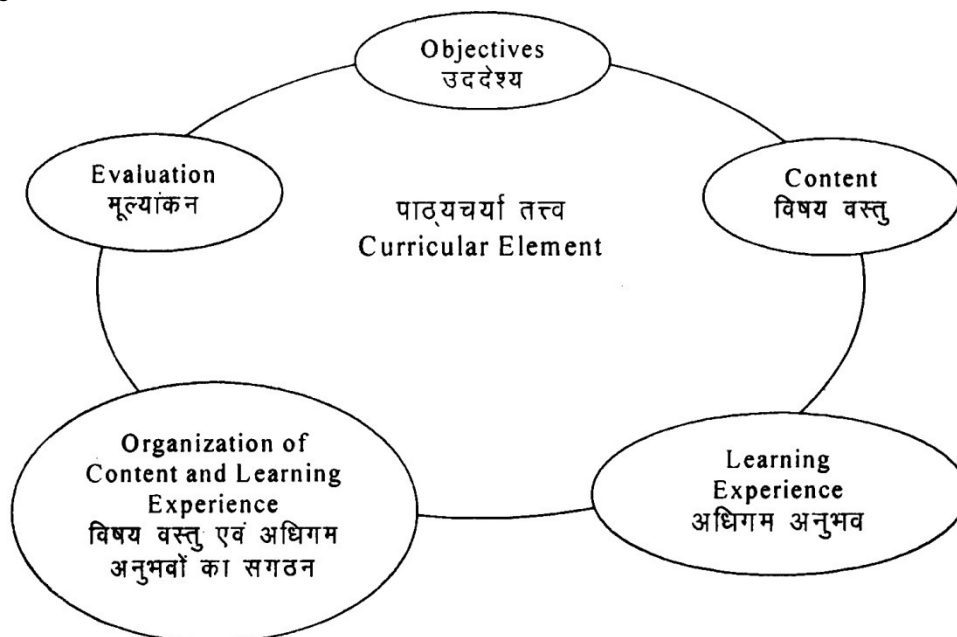 Objectives
उददेश्य
Evaluation
मूल्यांकन
Content
विषय वस्तु
पाठ्यचर्या तत्त्व
Curricular Element
Organization of
Content and Learning
Experience
विषय वस्तु एवं अधिगम
अनुभवों का सगठन
Learning
Experience
अधिगम अनुभव